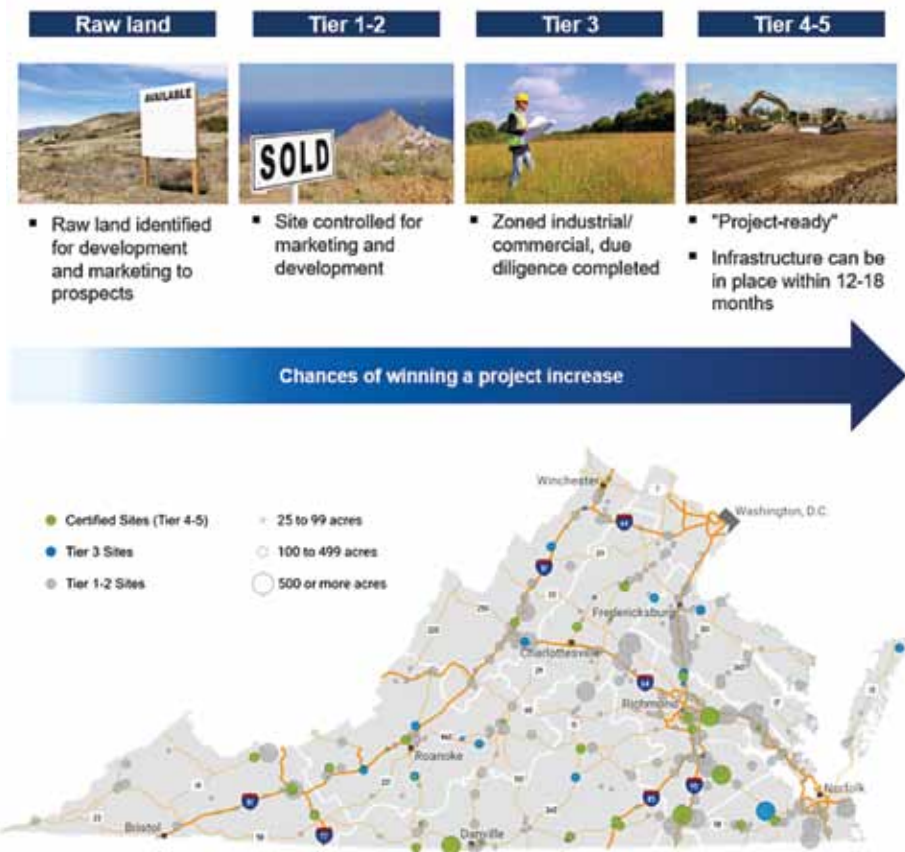 Raw land
Tier 1-2
Tier 3
Tier 4-5
AVAILABLE
SOLD
▪ Raw land identified
for development
and marketing to
prospects
▪ Site controlled for
marketing and
development
▪ Zoned industrial/
commercial, due
diligence completed
▪ "Project-ready"
▪ Infrastructure can be
in place within 12-18
months
Chances of winning a project increase
Certified Sites (Tier 4-5)
Tier 3 Sites
Tier 1-2 Sites
25 to 99 acres
100 to 499 acres
500 or more acres
Winchester
Washington, D.C.
Fredericksburg
Charlottesville
Richmond
Roanoke
Norfolk
Bristol
Danville